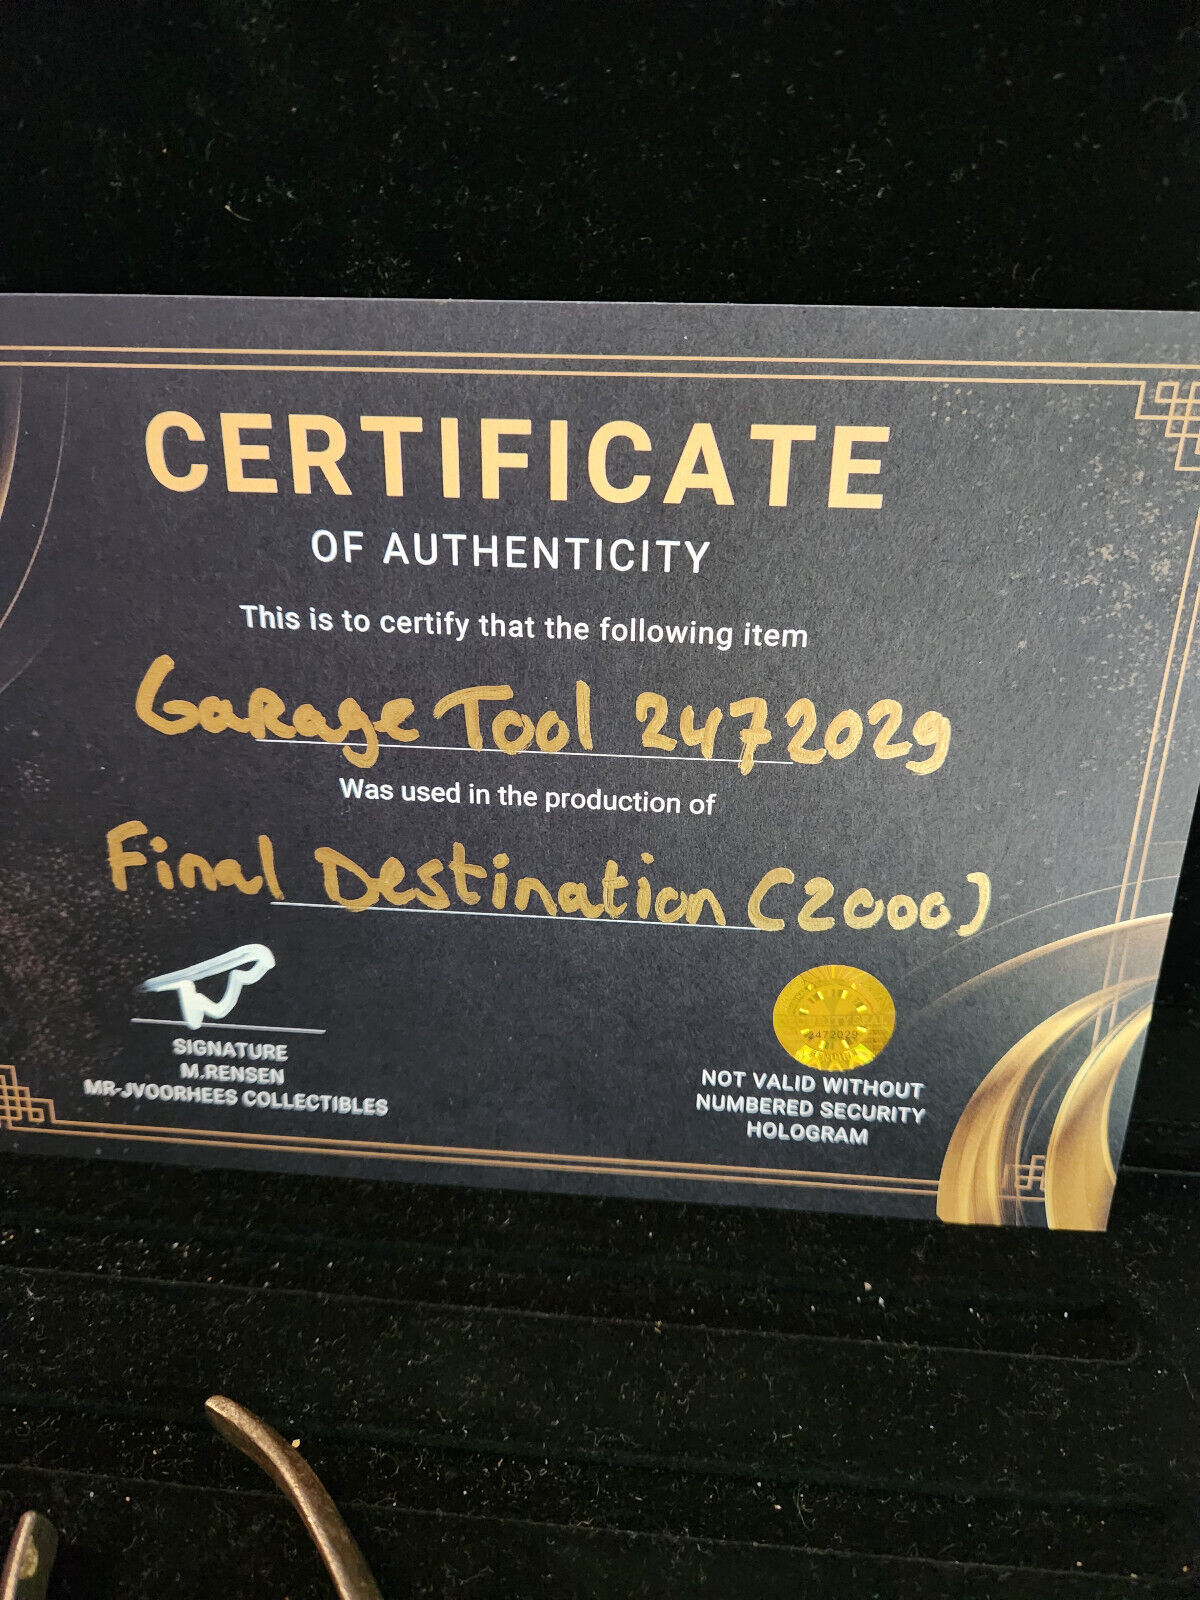 CERTIFICATE
OF AUTHENTICITY
This is to certify that the following item
Garage Tool 2472029
Was used in the production of
Final Destination (2000)
SIGNATURE
M.RENSEN
MR-JVOORHEES COLLECTIBLES
2472029
NOT VALID WITHOUT
NUMBERED SECURITY
HOLOGRAM